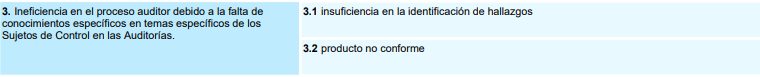 3. Ineficiencia en el proceso auditor debido a la falta de
conocimientos específicos en temas específicos de los
Sujetos de Control en las Auditorías.
3.1 insuficiencia en la identificación de hallazgos
3.2 producto no conforme